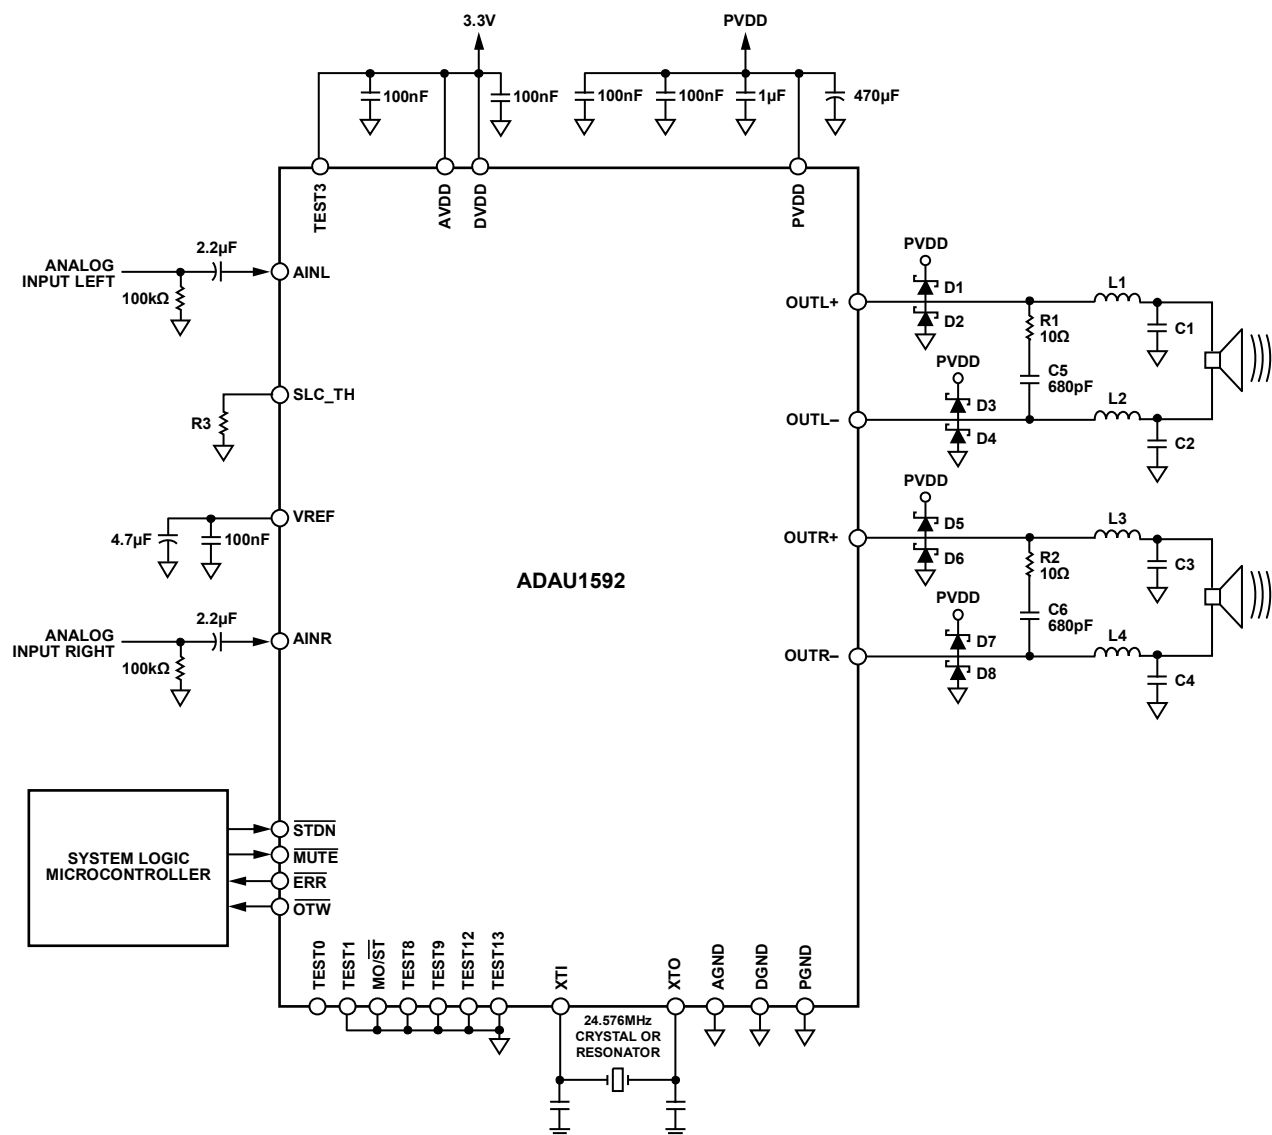 3.3V
PVDD
100nF
100nF
100nF
100nF
1µF
470µF
TEST3
AVDD
DVDD
PVDD
ANALOG
INPUT LEFT
2.2µF
100kΩ
AINL
SLC_TH
R3
VREF
4.7µF
100nF
ANALOG
INPUT RIGHT
2.2µF
100kΩ
AINR
ADAU1592
OUTL+
PVDD
D1
D2
R1
10Ω
C5
680pF
L1
C1
OUTL–
PVDD
D3
D4
L2
C2
OUTR+
PVDD
D5
D6
R2
10Ω
C6
680pF
L3
C3
OUTR–
PVDD
D7
D8
L4
C4
SYSTEM LOGIC
MICROCONTROLLER
STDN
MUTE
ERR
OTW
TEST0
TEST1
MO/ST
TEST8
TEST9
TEST12
TEST13
XTI
XTO
AGND
DGND
PGND
24.576MHz
CRYSTAL OR
RESONATOR